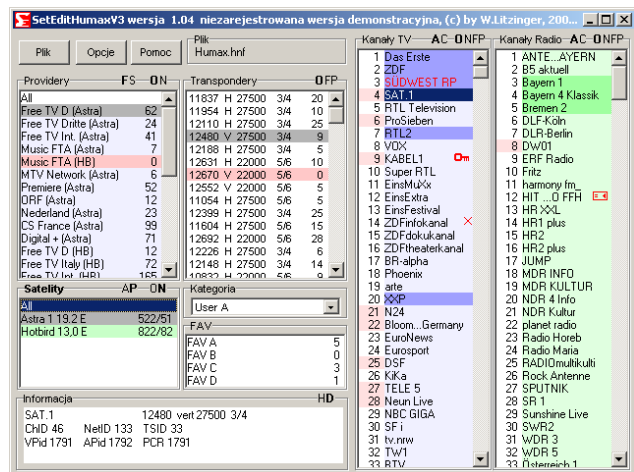 SetEditHumaxV3 wersja 1.04 niezarejestrowana wersja demonstracyjna, (c) by W.Litzinger, 200...
Plik Opcje Pomoc
Plik
Humax.hnf
Providery FS ON
All
Free TV D (Astra) 62
Free TV Dritte (Astra) 24
Free TV Int. (Astra) 41
Music FTA (Astra) 7
Music FTA (HB) 0
MTV Network (Astra) 6
Premiere (Astra) 52
ORF (Astra) 12
Nederland (Astra) 23
CS France (Astra) 99
Digital + (Astra) 71
Free TV D (HB) 12
Free TV Italy (HB) 72
Free TV Int. (HB) 165
Transpondery OFP
11837 H 27500 3/4 20
11954 H 27500 3/4 10
12110 H 27500 3/4 25
12480 V 27500 3/4 9
12188 H 27500 3/4 5
12631 H 22000 5/6 10
12670 V 22000 5/6 0
12552 V 22000 5/6 5
11054 H 27500 5/6 5
12399 H 27500 3/4 25
11604 H 27500 5/6 15
12692 H 22000 5/6 28
12226 H 27500 3/4 6
12148 H 27500 3/4 14
10832 H 22000 5/6 9
Satelity AP ON
All
Astra 1 19.2 E 522/51
Hotbird 13,0 E 822/82
Kategoria
User A
FAV
FAV A 5
FAV B 0
FAV C 3
FAV D 1
Informacja HD
SAT.1 12480 vert 27500 3/4
ChID 46 NetID 133 TSID 33
VPid 1791 APid 1792 PCR 1791
Kanały TV AC ONFP
1 Das Erste
2 ZDF
3 SÜDWEST RP
4 SAT.1
5 RTL Television
6 ProSieben
7 RTL2
8 VOX
9 KABEL1
10 Super RTL
11 EinsMuXx
12 EinsExtra
13 EinsFestival
14 ZDFinfokanal
15 ZDFdokukanal
16 ZDFtheaterkanal
17 BR-alpha
18 Phoenix
19 arte
20 XXP
21 N24
22 Bloom...Germany
23 EuroNews
24 Eurosport
25 DSF
26 KiKa
27 TELE 5
28 Neun Live
29 NBC GIGA
30 SF i
31 tv.nrw
32 TW1
33 RTV
Kanały Radio AC ONFP
1 ANTE...AYERN
2 B5 aktuell
3 Bayern 1
4 Bayern 4 Klassik
5 Bremen 2
6 DLF-Köln
7 DLR-Berlin
8 DW01
9 ERF Radio
10 Fritz
11 harmony fm_
12 HIT ...O FFH
13 HR XXL
14 HR1 plus
15 HR2
16 HR2 plus
17 JUMP
18 MDR INFO
19 MDR KULTUR
20 NDR 4 Info
21 NDR Kultur
22 planet radio
23 Radio Horeb
24 Radio Maria
25 RADIOmultikulti
26 Rock Antenne
27 SPUTNIK
28 SR 1
29 Sunshine Live
30 SWR2
31 WDR 3
32 WDR 5
33 Österreich 1